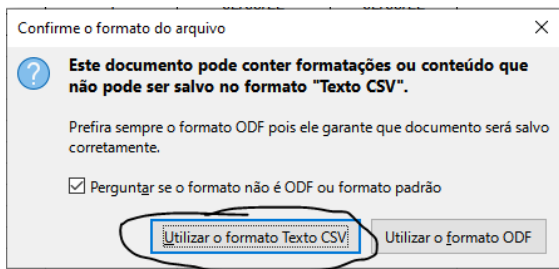 Confirme o formato do arquivo
Este documento pode conter formatações ou conteúdo que
não pode ser salvo no formato "Texto CSV".
Prefira sempre o formato ODF pois ele garante que documento será salvo
corretamente.
Perguntar se o formato não é ODF ou formato padrão
Utilizar o formato Texto CSV
Utilizar o formato ODF